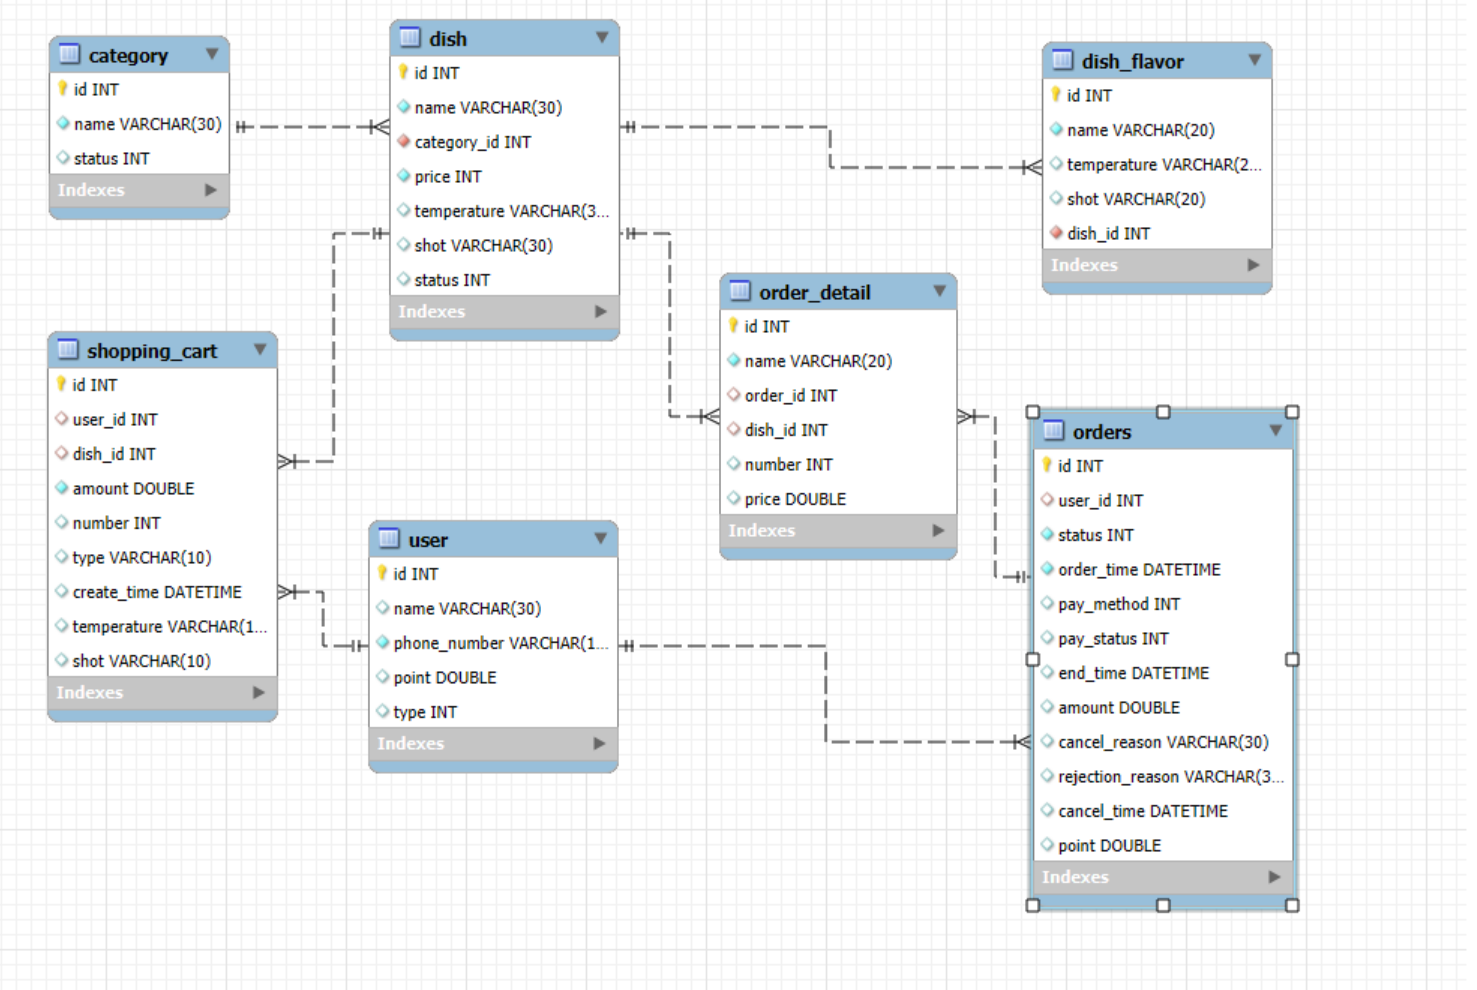 category
id INT
name VARCHAR(30)
status INT
Indexes
dish
id INT
name VARCHAR(30)
category_id INT
price INT
temperature VARCHAR(3...
shot VARCHAR(30)
status INT
Indexes
dish_flavor
id INT
name VARCHAR(20)
temperature VARCHAR(2...
shot VARCHAR(20)
dish_id INT
Indexes
shopping_cart
id INT
user_id INT
dish_id INT
amount DOUBLE
number INT
type VARCHAR(10)
create_time DATETIME
temperature VARCHAR(1...
shot VARCHAR(10)
Indexes
user
id INT
name VARCHAR(30)
phone_number VARCHAR(1...
point DOUBLE
type INT
Indexes
order_detail
id INT
name VARCHAR(20)
order_id INT
dish_id INT
number INT
price DOUBLE
Indexes
orders
id INT
user_id INT
status INT
order_time DATETIME
pay_method INT
pay_status INT
end_time DATETIME
amount DOUBLE
cancel_reason VARCHAR(30)
rejection_reason VARCHAR(3...
cancel_time DATETIME
point DOUBLE
Indexes